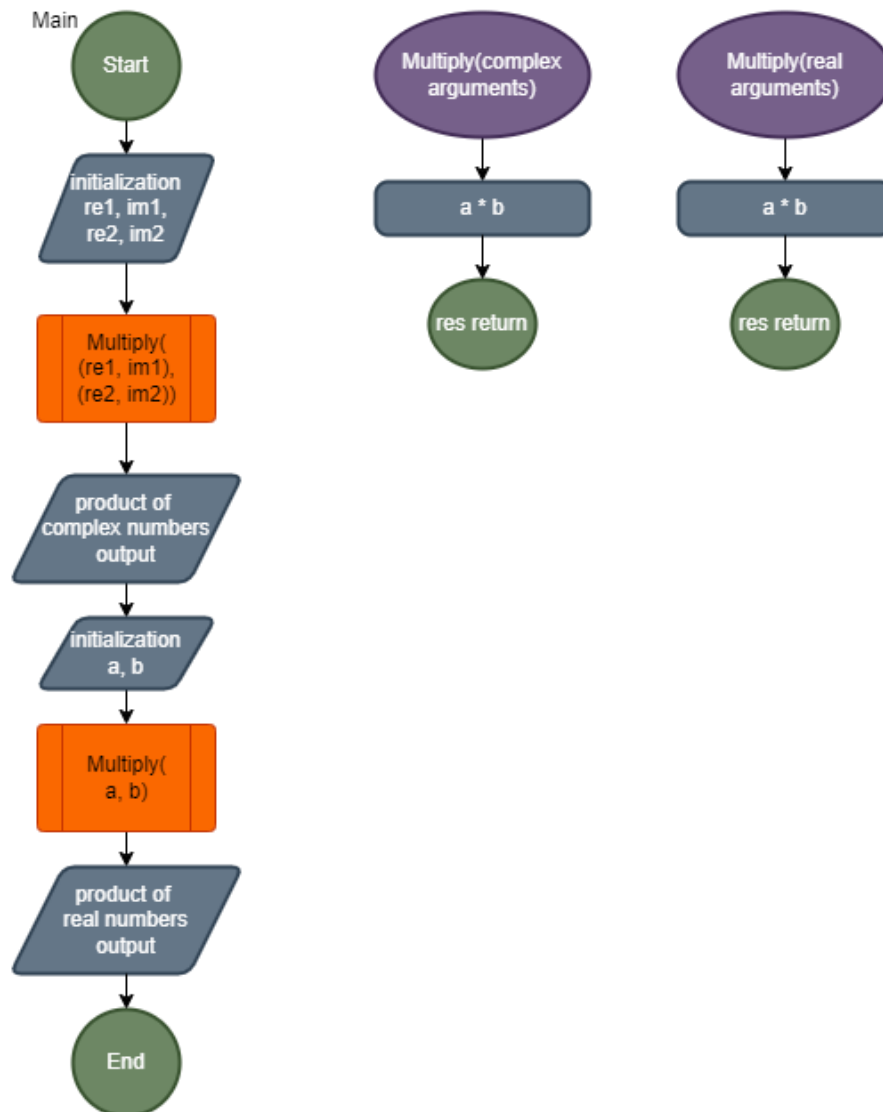 Main
Start
initialization
re1, im1,
re2, im2
Multiply(
(re1, im1),
(re2, im2))
product of
complex numbers
output
initialization
a, b
Multiply(
a, b)
product of
real numbers
output
End
Multiply(complex
arguments)
a * b
res return
Multiply(real
arguments)
a * b
res return